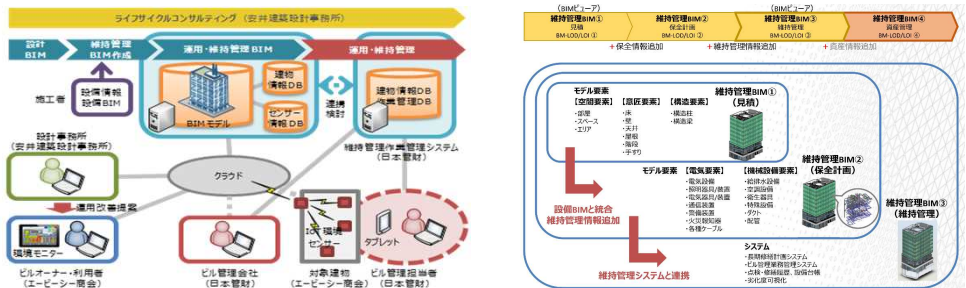 ライフサイクルコンサルティング（安井建築設計事務所）
設計
BIM
維持管理
BIM作成
運用・維持管理BIM
運用・維持管理
施工者
設備情報
設備BIM
BIMモデル
建物
情報DB
センサー
情報DB
連携
検討
建物情報DB
作業管理DB
維持管理作業管理システム
（日本管財）
設計事務所
（安井建築設計事務所）
クラウド
運用改善提案
環境モニター
ビルオーナー・利用者
（エービーシー商会）
ビル管理会社
（日本管財）
環境
センサー
対象建物
（エービーシー商会）
タブレット
ビル管理担当者
（日本管財）
（BIMビューア）
維持管理BIM①
見積
BM-LOD/LOI ①
維持管理BIM②
保全計画
BM-LOD/LOI ②
（BIMビューア）
維持管理BIM③
維持管理
BM-LOD/LOI ③
維持管理BIM④
資産管理
BM-LOD/LOI ④
＋保全情報追加
＋維持管理情報追加
＋資産情報追加
モデル要素
【空間要素】
・部屋
・スペース
・エリア
【意匠要素】
・床
・壁
・天井
・屋根
・階段
・手すり
【構造要素】
・構造柱
・構造梁
維持管理BIM①
（見積）
モデル要素
【電気要素】
・電気設備
・照明器具/装置
・電気器具/装置
・通信装置
・警備装置
・火災報知器
・各種ケーブル
【機械設備要素】
・給排水設備
・空調設備
・衛生器具
・特殊設備
・ダクト
・配管
維持管理BIM②
（保全計画）
設備BIMと統合
維持管理情報追加
維持管理BIM③
（維持管理）
維持管理システムと連携
システム
・長期修繕計画システム
・ビル管理業務管理システム
・点検・修繕履歴、設備台帳
・劣化度可視化